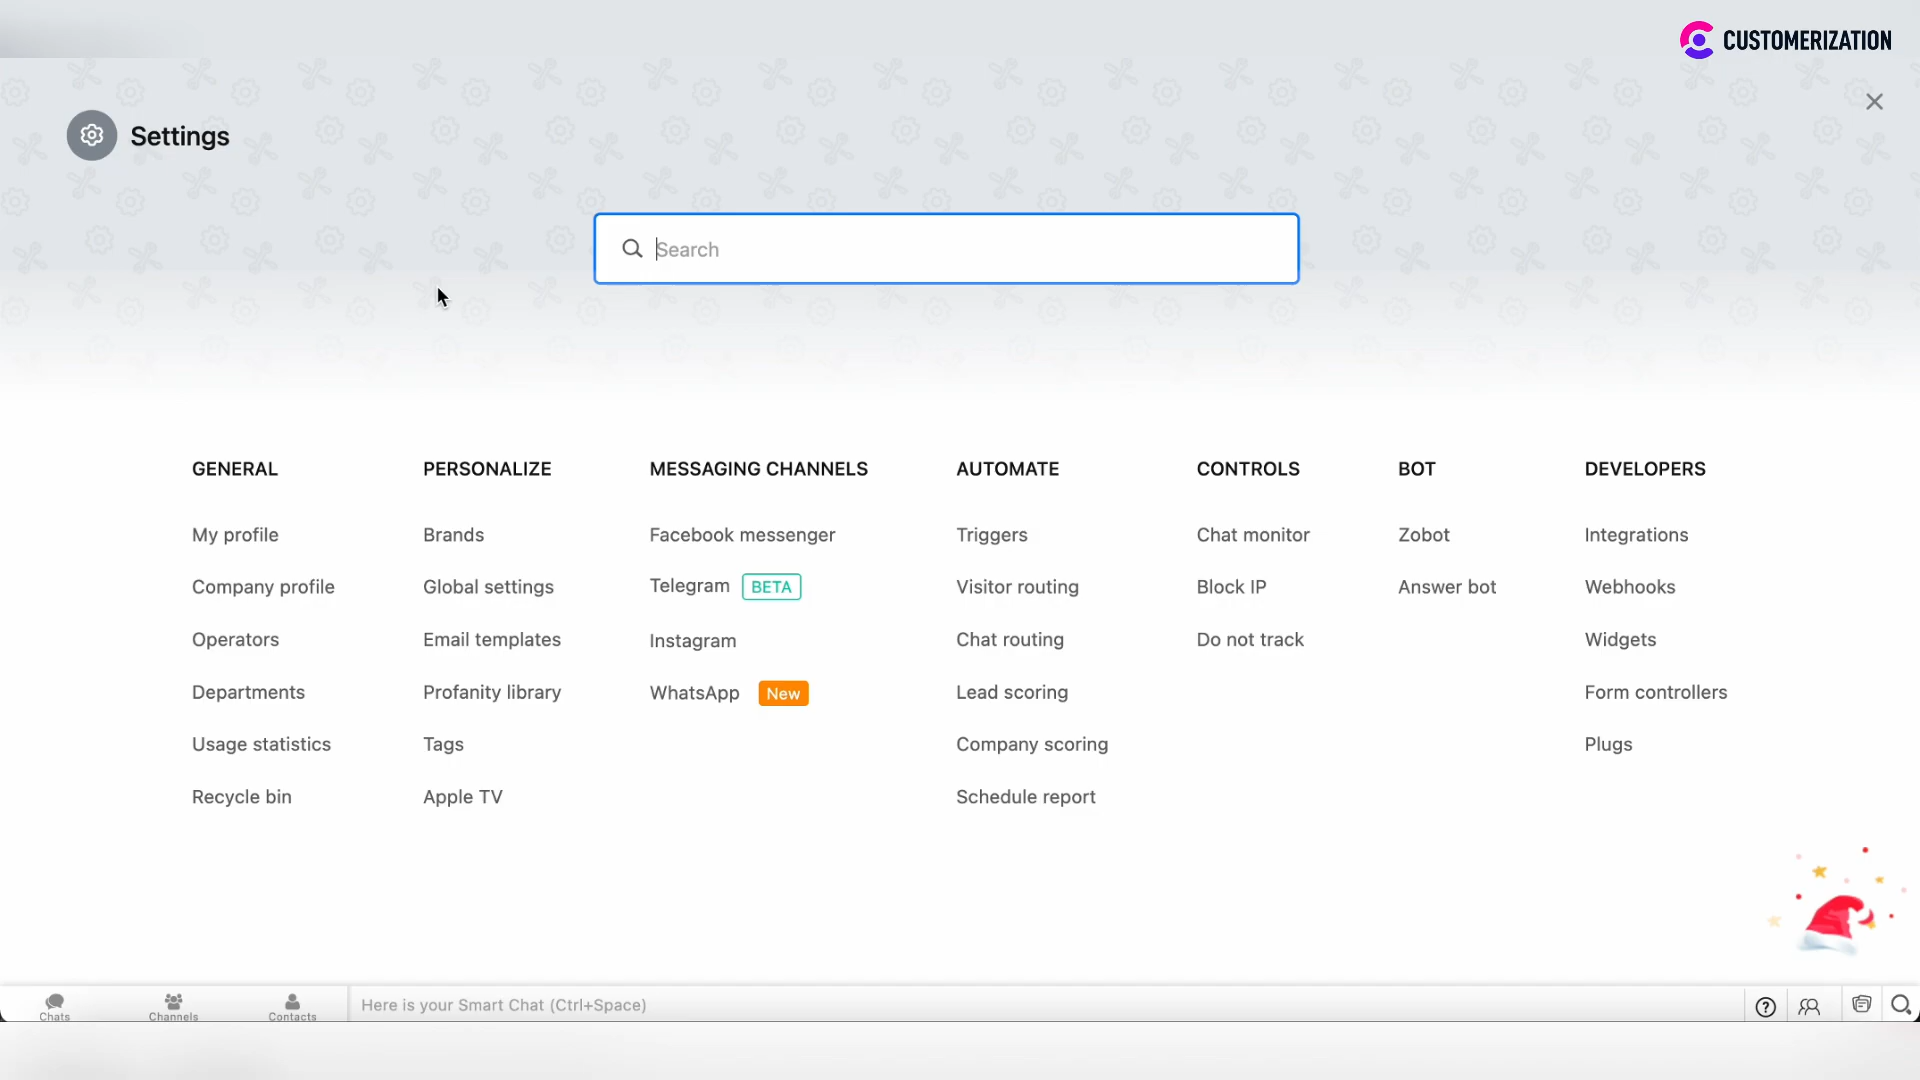 CUSTOMERIZATION
Settings
Search
GENERAL
My profile
Company profile
Operators
Departments
Usage statistics
Recycle bin
PERSONALIZE
Brands
Global settings
Email templates
Profanity library
Tags
Apple TV
MESSAGING CHANNELS
Facebook messenger
Telegram BETA
Instagram
WhatsApp New
AUTOMATE
Triggers
Visitor routing
Chat routing
Lead scoring
Company scoring
Schedule report
CONTROLS
Chat monitor
Block IP
Do not track
BOT
Zobot
Answer bot
DEVELOPERS
Integrations
Webhooks
Widgets
Form controllers
Plugs
Chats
Channels
Contacts
Here is your Smart Chat (Ctrl+Space)